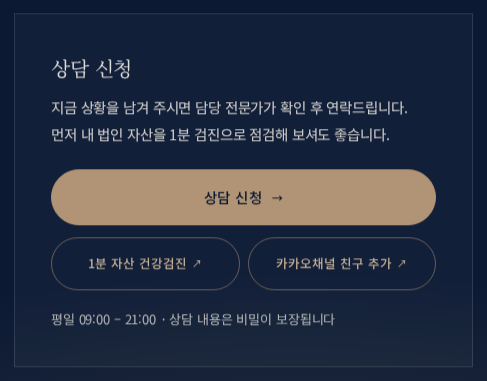 상담 신청
지금 상황을 남겨 주시면 담당 전문가가 확인 후 연락드립니다.
먼저 내 법인 자산을 1분 검진으로 점검해 보셔도 좋습니다.
상담 신청 →
1분 자산 건강검진 ↗
카카오채널 친구 추가 ↗
평일 09:00 – 21:00 · 상담 내용은 비밀이 보장됩니다